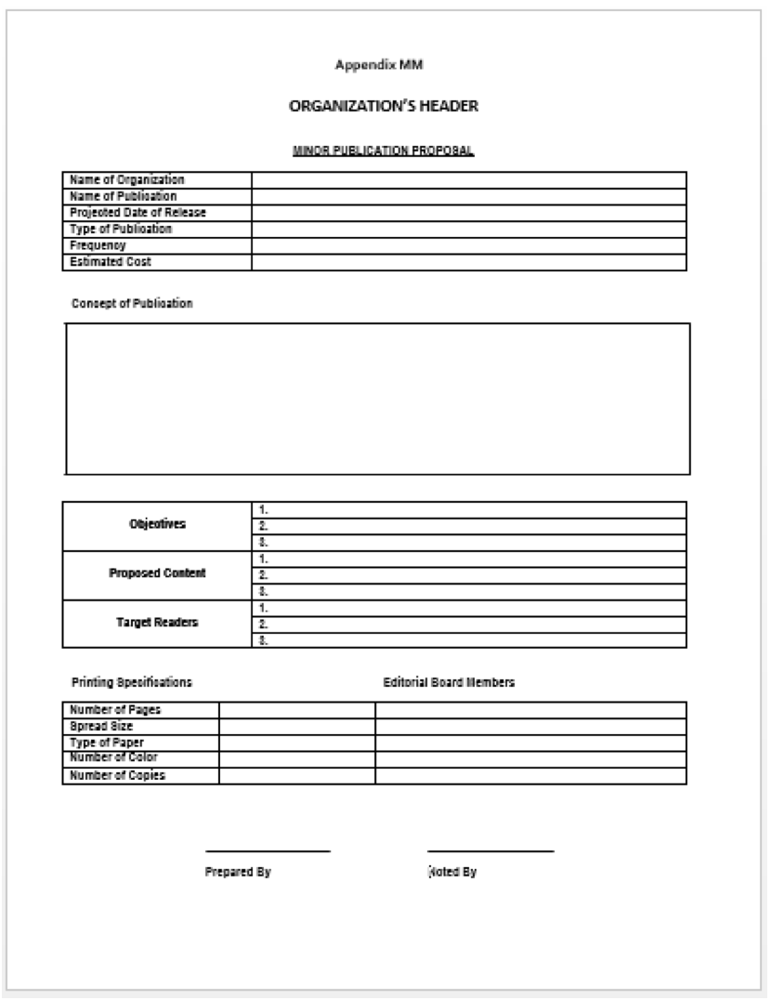 Appendix MM
ORGANIZATION'S HEADER
MINOR PUBLICATION PROPOSAL
Name of Organization
Name of Publication
Projected Date of Release
Type of Publication
Frequency
Estimated Cost
Concept of Publication
Objectives
1.
2.
3.
Proposed Content
1.
2.
3.
Target Readers
1.
2.
3.
Printing Specifications Editorial Board Members
Number of Pages
Spread Size
Type of Paper
Number of Color
Number of Copies
Prepared By Noted By